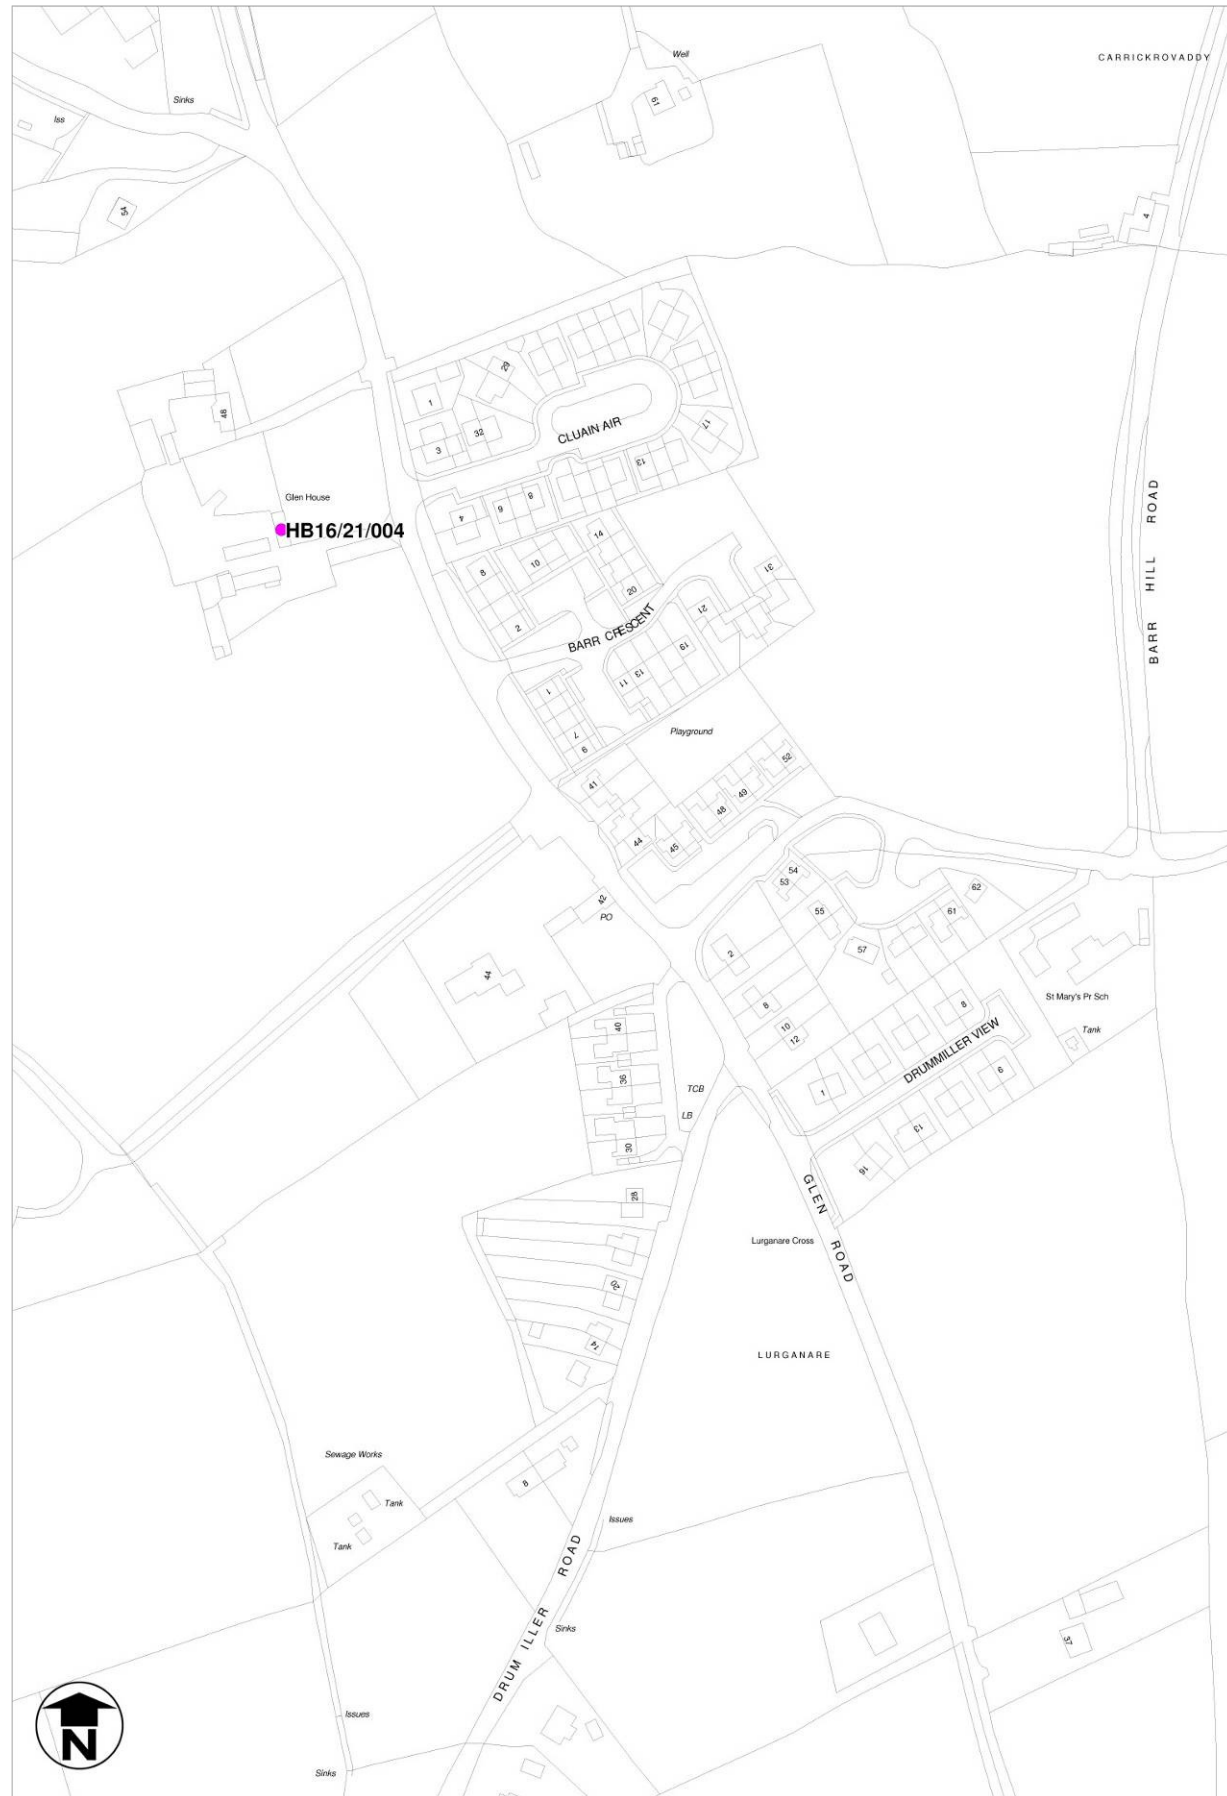 Well
CARRICKROVADDY
Sinks
61
Iss
54
4
29
1
32
3
CLUAIN AIR
17
46
13
Glen House
8
6
4
HB16/21/004
14
10
8
31
20
21
2
BARR CRESCENT
19
13
11
1
BARR HILL ROAD
7
9
Playground
52
41
49
48
44
45
54
53
62
42
PO
55
61
57
2
44
8
8
St Mary's Pr Sch
40
10
12
Tank
DRUMMILLER VIEW
36
TCB
1
6
LB
13
30
16
28
GLEN ROAD
Lurganare Cross
20
14
LURGANARE
Sewage Works
8
Tank
Tank
Issues
DRUM ILLER ROAD
Sinks
37
N
Issues
Sinks